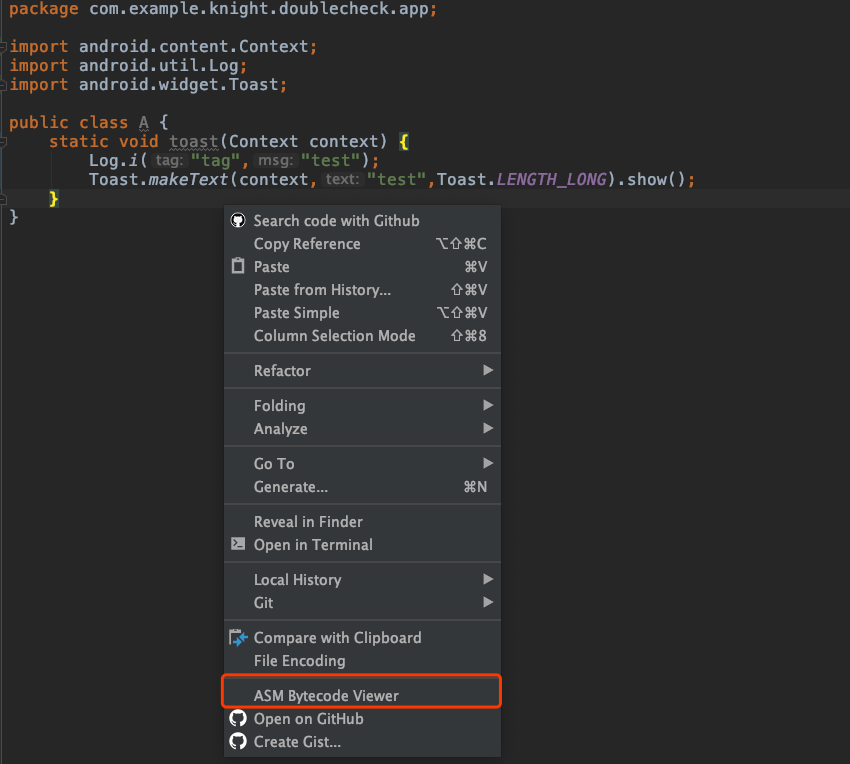 package com.example.knight.doublecheck.app;
import android.content.Context;
import android.util.Log;
import android.widget.Toast;
public class A {
static void toast(Context context) {
Log.i( tag: "tag", msg: "test");
Toast.makeText(context, text: "test",Toast.LENGTH_LONG).show();
}
}
Search code with Github
Copy Reference ⌥⇧⌘C
Paste ⌘V
Paste from History... ⇧⌘V
Paste Simple ⌥⇧⌘V
Column Selection Mode ⇧⌘8
Refactor
Folding
Analyze
Go To
Generate... ⌘N
Reveal in Finder
Open in Terminal
Local History
Git
Compare with Clipboard
File Encoding
ASM Bytecode Viewer
Open on GitHub
Create Gist...